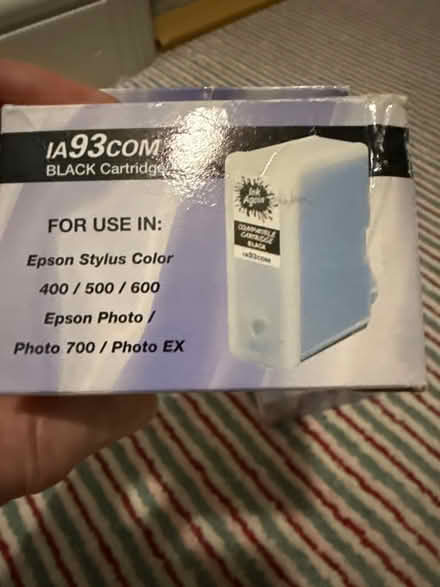 IA93COM
BLACK Cartridge
FOR USE IN:
Epson Stylus Color
400 / 500 / 600
Epson Photo /
Photo 700 / Photo EX
Ink
Again
COMPATIBLE
CARTRIDGE
BLACK
IA93COM